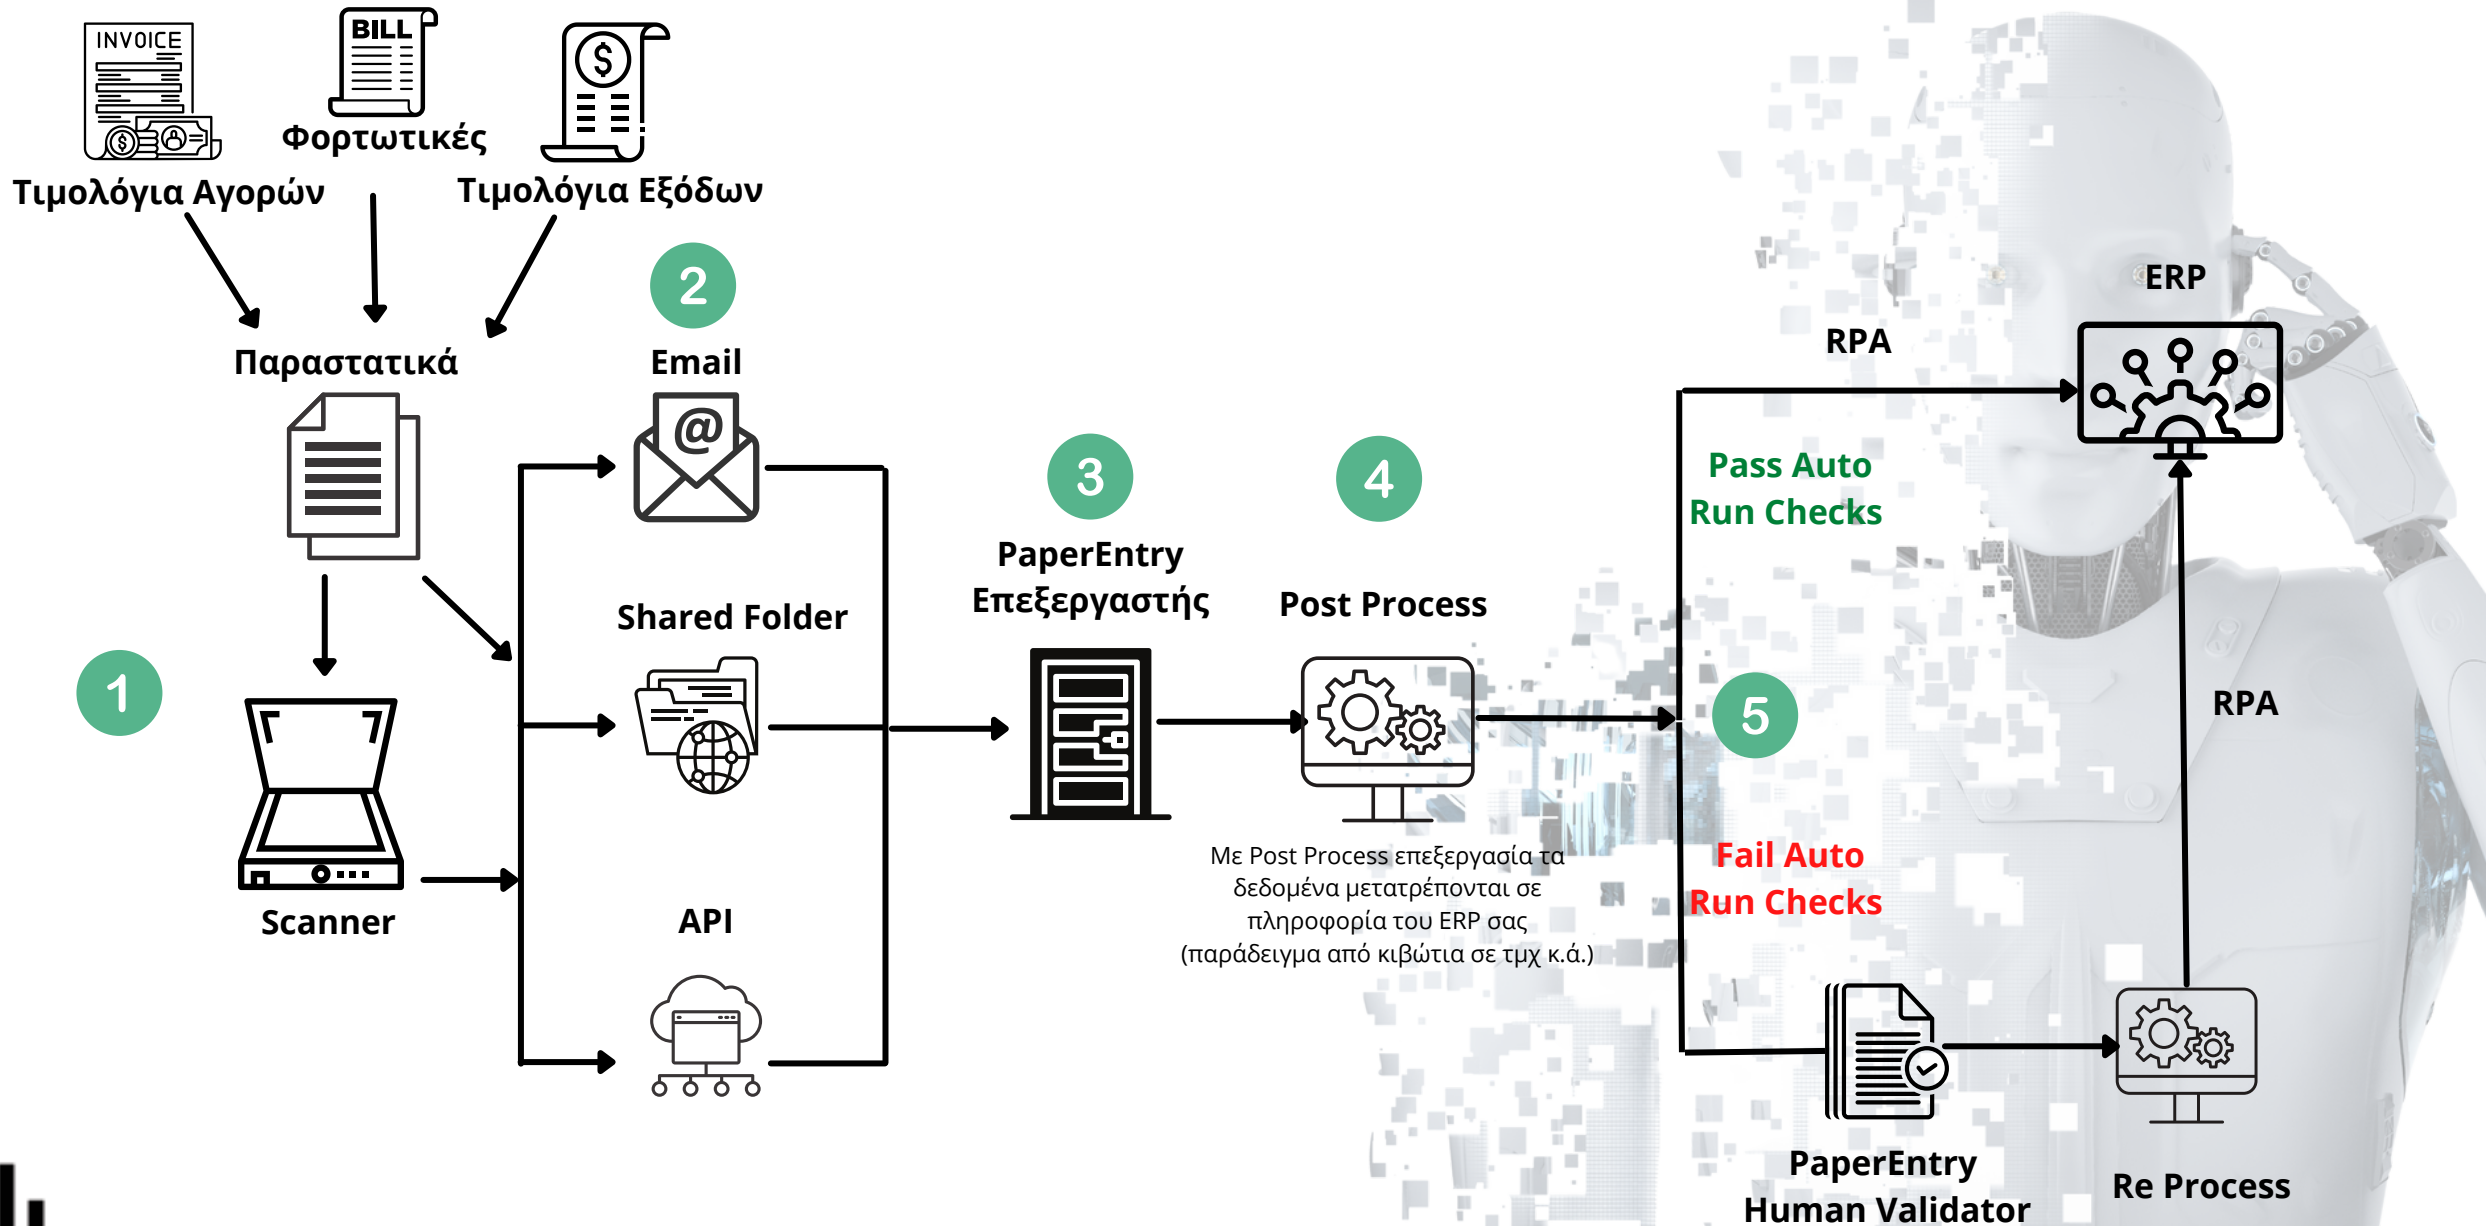 INVOICE
BILL
$
$
Φορτωτικές
Τιμολόγια Αγορών
Τιμολόγια Εξόδων
2
Παραστατικά
Email
@
1
Scanner
Shared Folder
API
3
PaperEntry
Επεξεργαστής
4
Post Process
Με Post Process επεξεργασία τα
δεδομένα μετατρέπονται σε
πληροφορία του ERP σας
(παράδειγμα από κιβώτια σε τμχ κ.ά.)
RPA
ERP
Pass Auto
Run Checks
5
RPA
Fail Auto
Run Checks
PaperEntry
Human Validator
Re Process